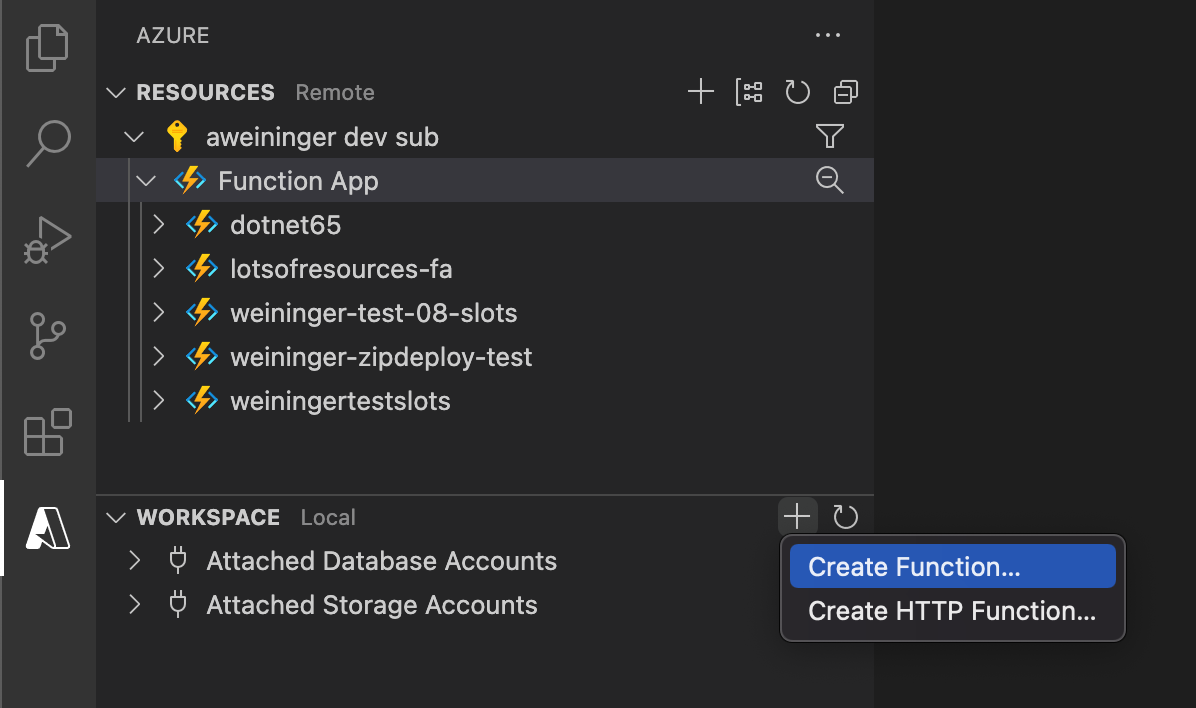 AZURE
RESOURCES Remote
aweininger dev sub
Function App
dotnet65
lotsofresources-fa
weininger-test-08-slots
weininger-zipdeploy-test
weiningertestslots
WORKSPACE Local
Attached Database Accounts
Attached Storage Accounts
Create Function...
Create HTTP Function...